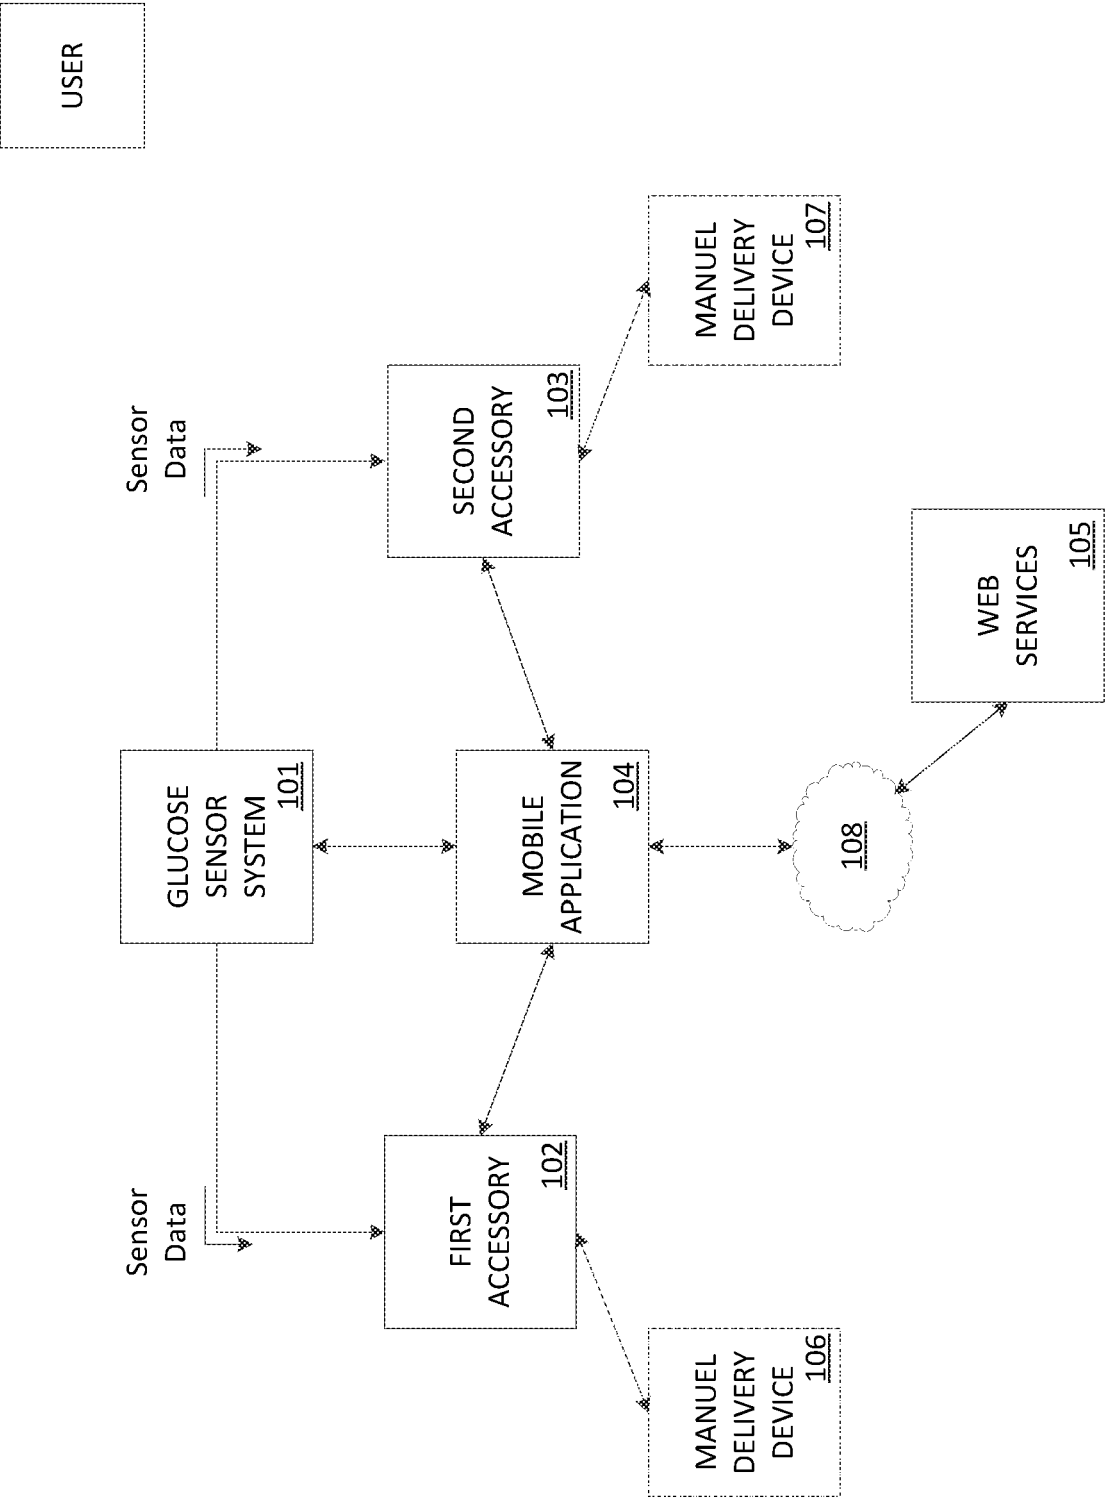 USER
Sensor
Data
Sensor
Data
GLUCOSE
SENSOR
SYSTEM
101
FIRST
ACCESSORY
102
SECOND
ACCESSORY
103
MOBILE
APPLICATION
104
MANUEL
DELIVERY
DEVICE
106
MANUEL
DELIVERY
DEVICE
107
108
WEB
SERVICES
105